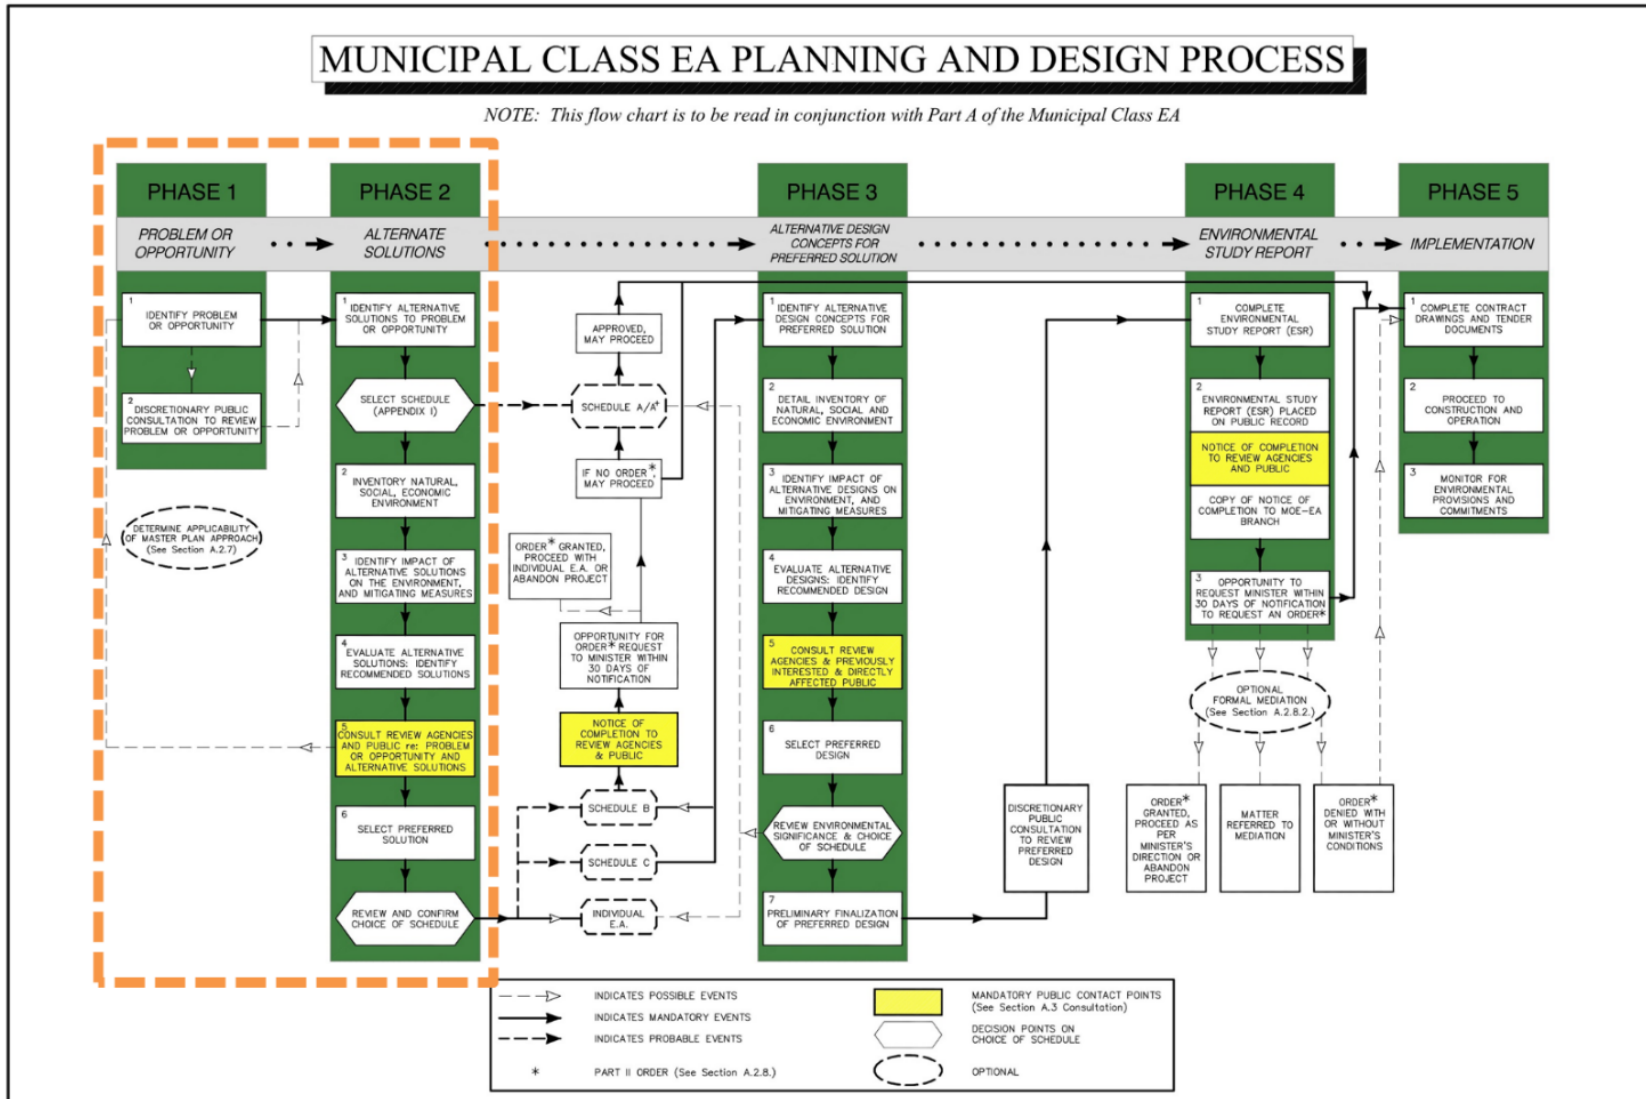 MUNICIPAL CLASS EA PLANNING AND DESIGN PROCESS
NOTE: This flow chart is to be read in conjunction with Part A of the Municipal Class EA
PHASE 1
PROBLEM OR
OPPORTUNITY
1
IDENTIFY PROBLEM
OR OPPORTUNITY
2
DISCRETIONARY PUBLIC
CONSULTATION TO REVIEW
PROBLEM OR OPPORTUNITY
DETERMINE APPLICABILITY
OF MASTER PLAN APPROACH
(See Section A.2.7)
PHASE 2
ALTERNATE
SOLUTIONS
1
IDENTIFY ALTERNATIVE
SOLUTIONS TO PROBLEM
OR OPPORTUNITY
SELECT SCHEDULE
(APPENDIX I)
2
INVENTORY NATURAL,
SOCIAL, ECONOMIC
ENVIRONMENT
3
IDENTIFY IMPACT OF
ALTERNATIVE SOLUTIONS
ON THE ENVIRONMENT,
AND MITIGATING MEASURES
4
EVALUATE ALTERNATIVE
SOLUTIONS: IDENTIFY
RECOMMENDED SOLUTIONS
5
CONSULT REVIEW AGENCIES
AND PUBLIC re: PROBLEM
OR OPPORTUNITY AND
ALTERNATIVE SOLUTIONS
6
SELECT PREFERRED
SOLUTION
REVIEW AND CONFIRM
CHOICE OF SCHEDULE
APPROVED,
MAY PROCEED
SCHEDULE A/A+
IF NO ORDER*,
MAY PROCEED
ORDER* GRANTED,
PROCEED WITH
INDIVIDUAL E.A. OR
ABANDON PROJECT
OPPORTUNITY FOR
ORDER* REQUEST
TO MINISTER WITHIN
30 DAYS OF
NOTIFICATION
NOTICE OF
COMPLETION TO
REVIEW AGENCIES
& PUBLIC
SCHEDULE B
SCHEDULE C
INDIVIDUAL
E.A.
PHASE 3
ALTERNATIVE DESIGN
CONCEPTS FOR
PREFERRED SOLUTION
1
IDENTIFY ALTERNATIVE
DESIGN CONCEPTS FOR
PREFERRED SOLUTION
2
DETAIL INVENTORY OF
NATURAL, SOCIAL AND
ECONOMIC ENVIRONMENT
3
IDENTIFY IMPACT OF
ALTERNATIVE DESIGNS ON
ENVIRONMENT, AND
MITIGATING MEASURES
4
EVALUATE ALTERNATIVE
DESIGNS: IDENTIFY
RECOMMENDED DESIGN
5
CONSULT REVIEW
AGENCIES & PREVIOUSLY
INTERESTED & DIRECTLY
AFFECTED PUBLIC
6
SELECT PREFERRED
DESIGN
REVIEW ENVIRONMENTAL
SIGNIFICANCE & CHOICE
OF SCHEDULE
7
PRELIMINARY FINALIZATION
OF PREFERRED DESIGN
DISCRETIONARY
PUBLIC
CONSULTATION
TO REVIEW
PREFERRED
DESIGN
PHASE 4
ENVIRONMENTAL
STUDY REPORT
1
COMPLETE
ENVIRONMENTAL
STUDY REPORT (ESR)
2
ENVIRONMENTAL STUDY
REPORT (ESR) PLACED
ON PUBLIC RECORD
NOTICE OF COMPLETION
TO REVIEW AGENCIES
AND PUBLIC
COPY OF NOTICE OF
COMPLETION TO MOE-EA
BRANCH
3
OPPORTUNITY TO
REQUEST MINISTER WITHIN
30 DAYS OF NOTIFICATION
TO REQUEST AN ORDER*
OPTIONAL
FORMAL MEDIATION
(See Section A.2.8.2.)
ORDER*
GRANTED,
PROCEED AS
PER
MINISTER'S
DIRECTION OR
ABANDON
PROJECT
MATTER
REFERRED TO
MEDIATION
ORDER*
DENIED WITH
OR WITHOUT
MINISTER'S
CONDITIONS
PHASE 5
IMPLEMENTATION
1
COMPLETE CONTRACT
DRAWINGS AND TENDER
DOCUMENTS
2
PROCEED TO
CONSTRUCTION AND
OPERATION
3
MONITOR FOR
ENVIRONMENTAL
PROVISIONS AND
COMMITMENTS
INDICATES POSSIBLE EVENTS
INDICATES MANDATORY EVENTS
INDICATES PROBABLE EVENTS
* PART II ORDER (See Section A.2.8.)
MANDATORY PUBLIC CONTACT POINTS
(See Section A.3 Consultation)
DECISION POINTS ON
CHOICE OF SCHEDULE
OPTIONAL